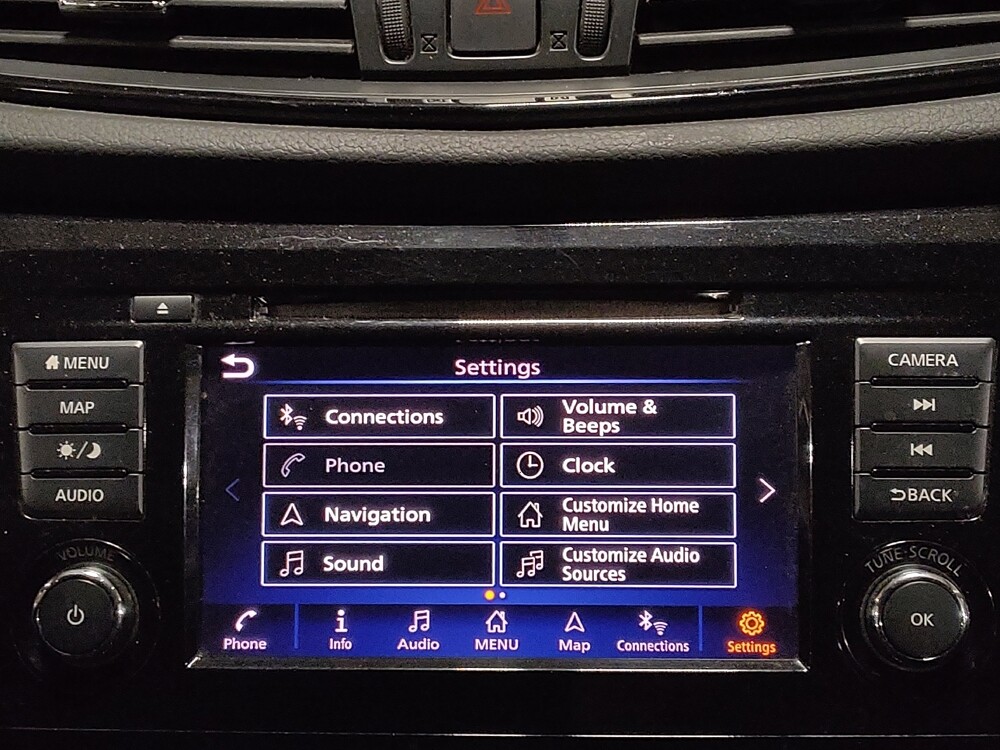 MENU
MAP
AUDIO
VOLUME
Settings
Connections
Volume &
Beeps
Phone
Clock
Navigation
Customize Home
Menu
Sound
Customize Audio
Sources
Phone
Info
Audio
MENU
Map
Connections
Settings
CAMERA
BACK
TUNE·SCROLL
OK